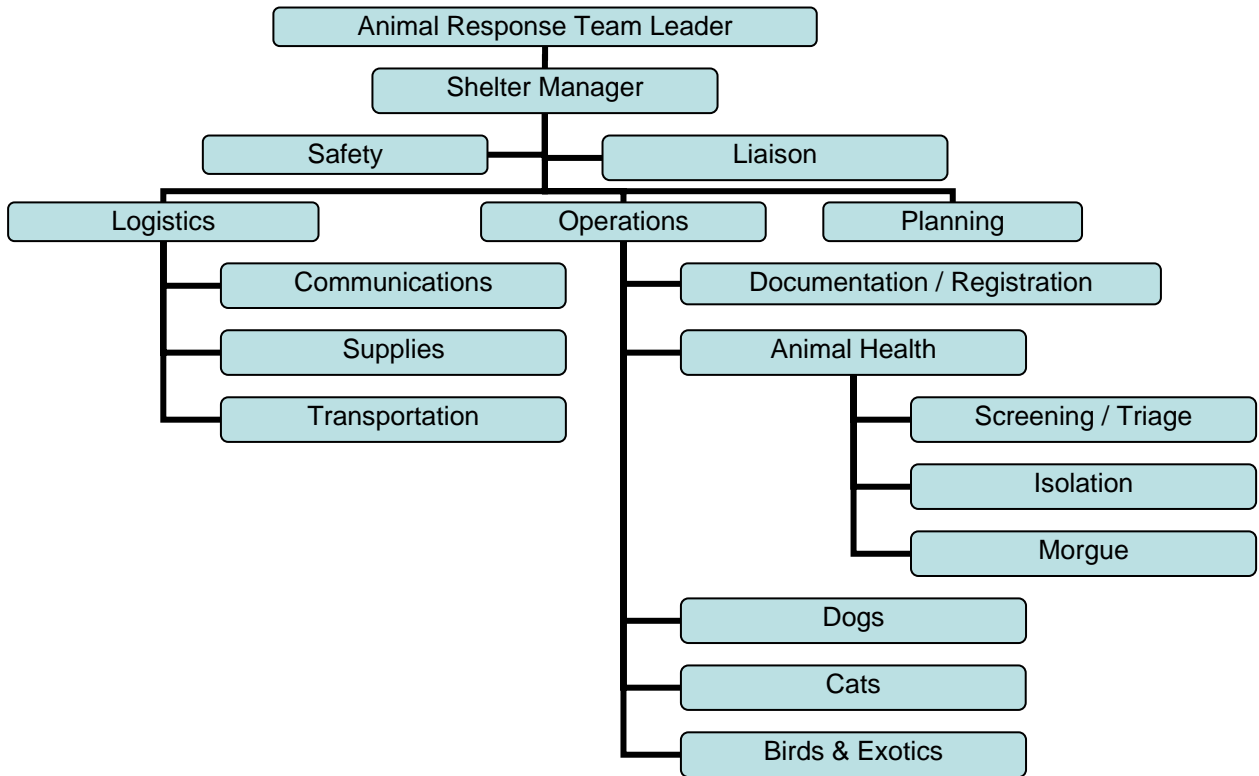 Animal Response Team Leader
Shelter Manager
Safety
Liaison
Logistics
Operations
Planning
Communications
Documentation / Registration
Supplies
Animal Health
Transportation
Screening / Triage
Isolation
Morgue
Dogs
Cats
Birds & Exotics